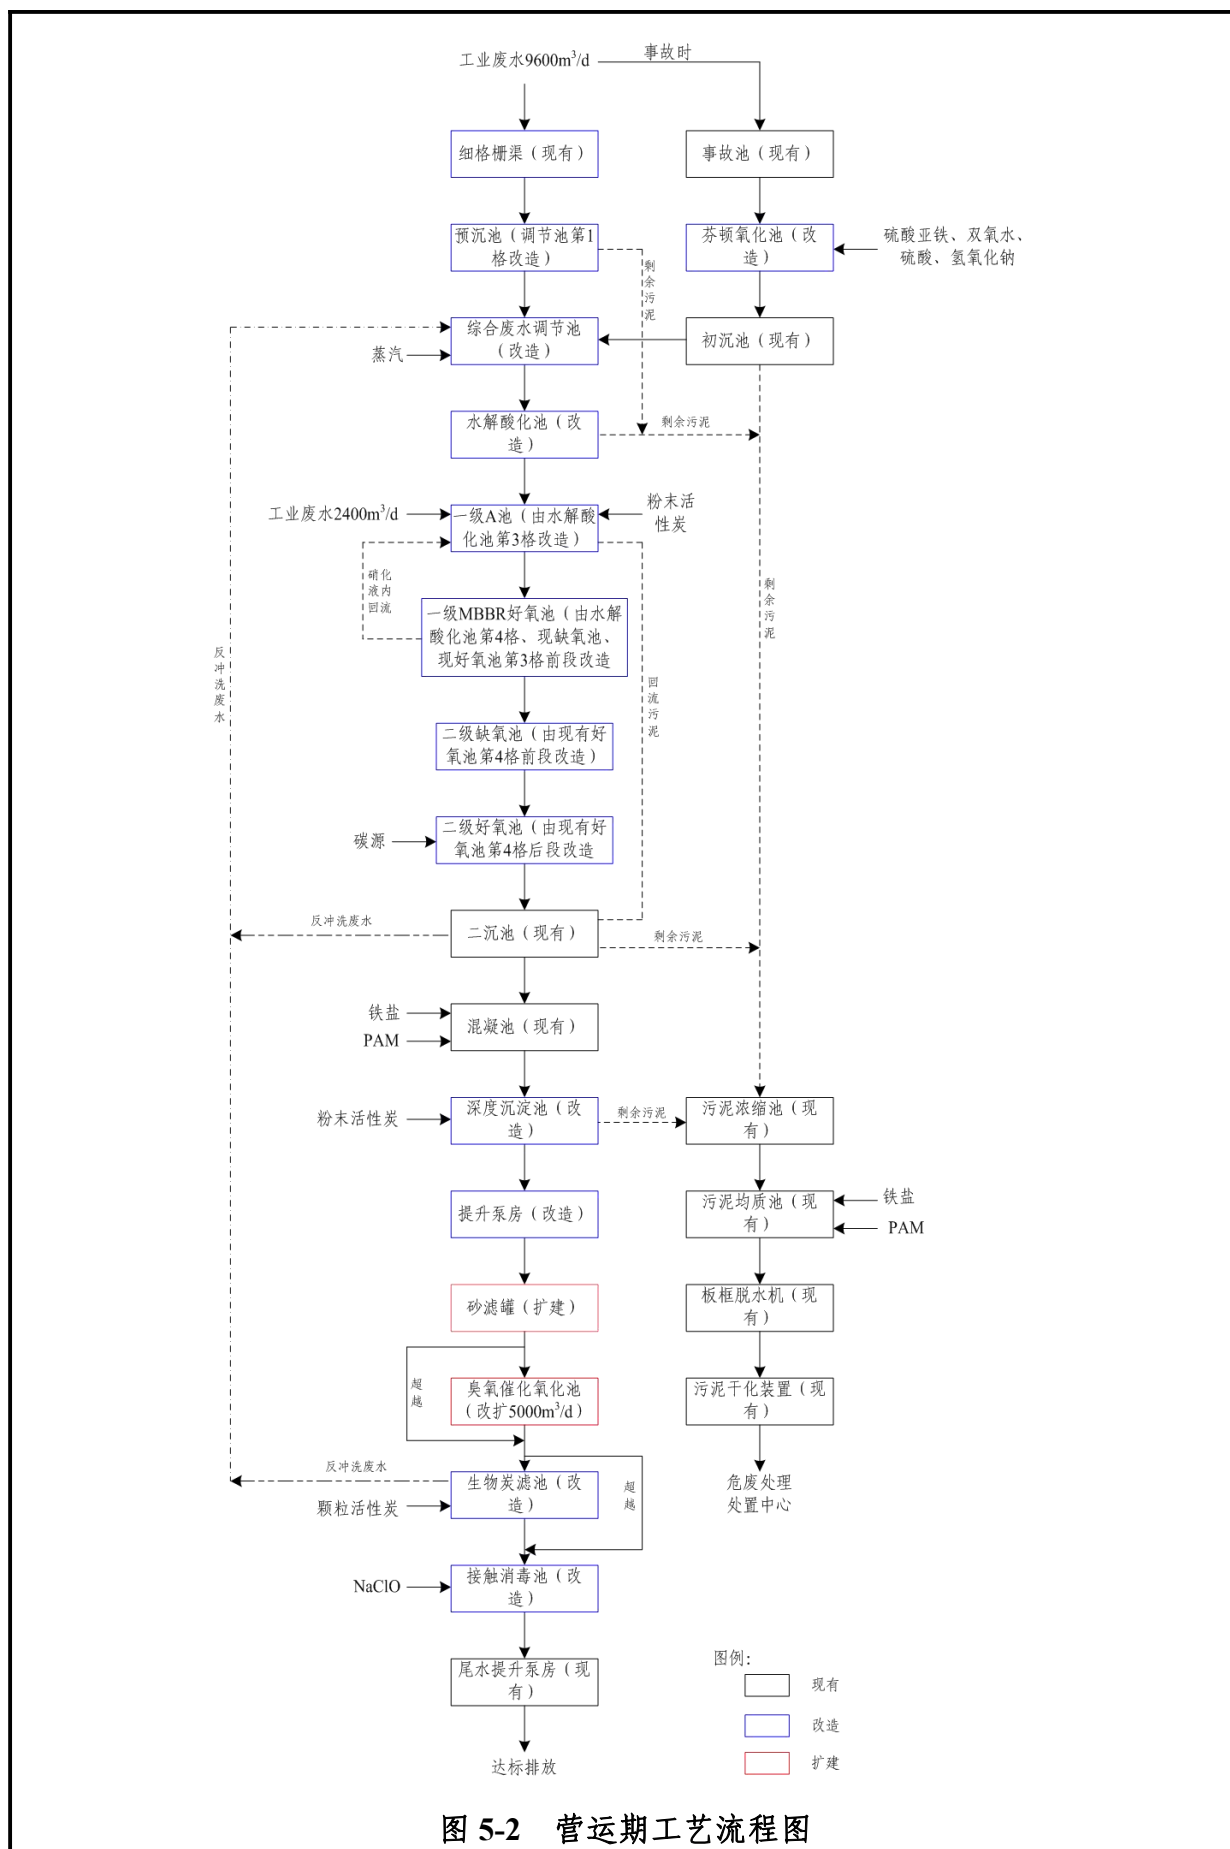 工业废水9600m³/d
事故时
细格栅渠（现有）
事故池（现有）
预沉池（调节池第1
格改造）
芬顿氧化池（改
造）
硫酸亚铁、双氧水、
硫酸、氢氧化钠
剩余污泥
综合废水调节池
（改造）
蒸汽
初沉池（现有）
水解酸化池（改
造）
剩余污泥
工业废水2400m³/d
一级A池（由水解酸
化池第3格改造）
粉末活
性炭
硝化
液内
回流
一级MBBR好氧池（由水解
酸化池第4格、现缺氧池、
现好氧池第3格前段改造
剩余污泥
反冲洗废水
回流污泥
二级缺氧池（由现有好
氧池第4格前段改造）
碳源
二级好氧池（由现有好
氧池第4格后段改造
反冲洗废水
二沉池（现有）
剩余污泥
铁盐
PAM
混凝池（现有）
粉末活性炭
深度沉淀池（改
造）
剩余污泥
污泥浓缩池（现
有）
提升泵房（改造）
污泥均质池（现
有）
铁盐
PAM
砂滤罐（扩建）
板框脱水机（现
有）
超越
臭氧催化氧化池
（改扩5000m³/d）
污泥干化装置（现
有）
反冲洗废水
生物炭滤池（改
造）
颗粒活性炭
超越
危废处理
处置中心
NaClO
接触消毒池（改
造）
尾水提升泵房（现
有）
达标排放
图例：
现有
改造
扩建
图 5-2 营运期工艺流程图